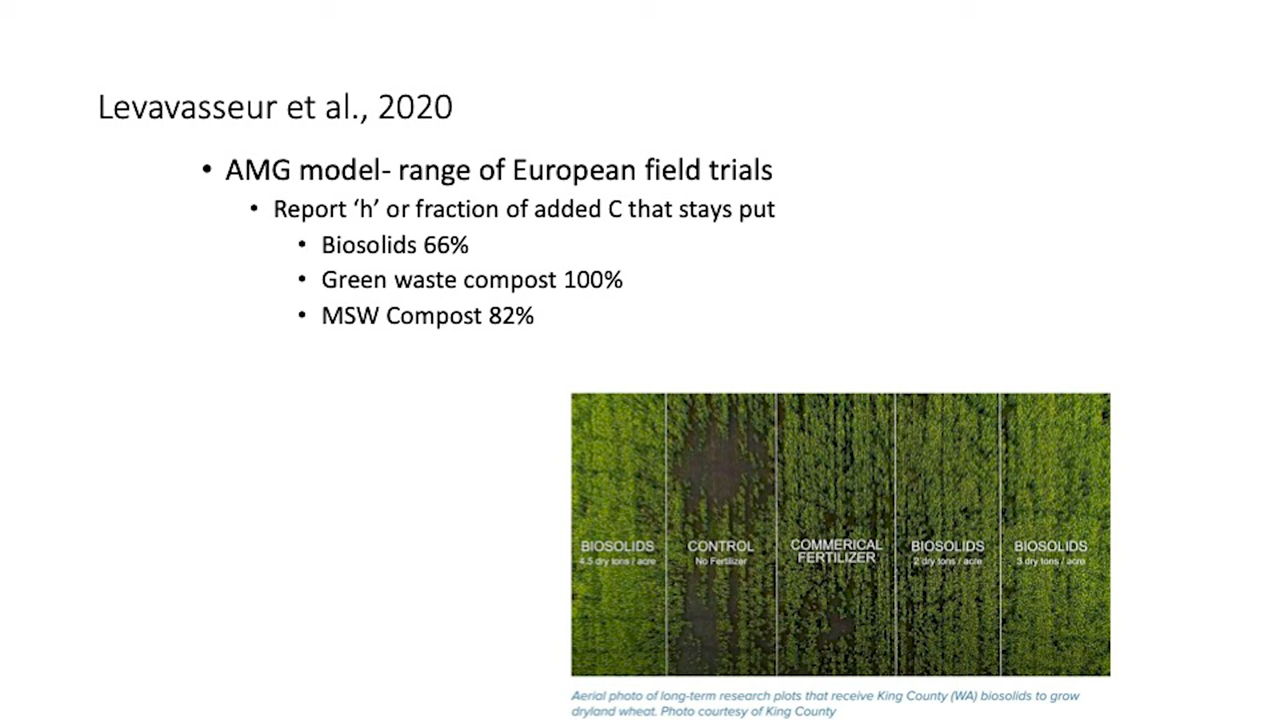 Levavasseur et al., 2020
• AMG model- range of European field trials
• Report ‘h’ or fraction of added C that stays put
• Biosolids 66%
• Green waste compost 100%
• MSW Compost 82%
BIOSOLIDS
4.5 dry tons / acre
CONTROL
No Fertilizer
COMMERICAL
FERTILIZER
BIOSOLIDS
2 dry tons / acre
BIOSOLIDS
3 dry tons / acre
Aerial photo of long-term research plots that receive King County (WA) biosolids to grow
dryland wheat. Photo courtesy of King County